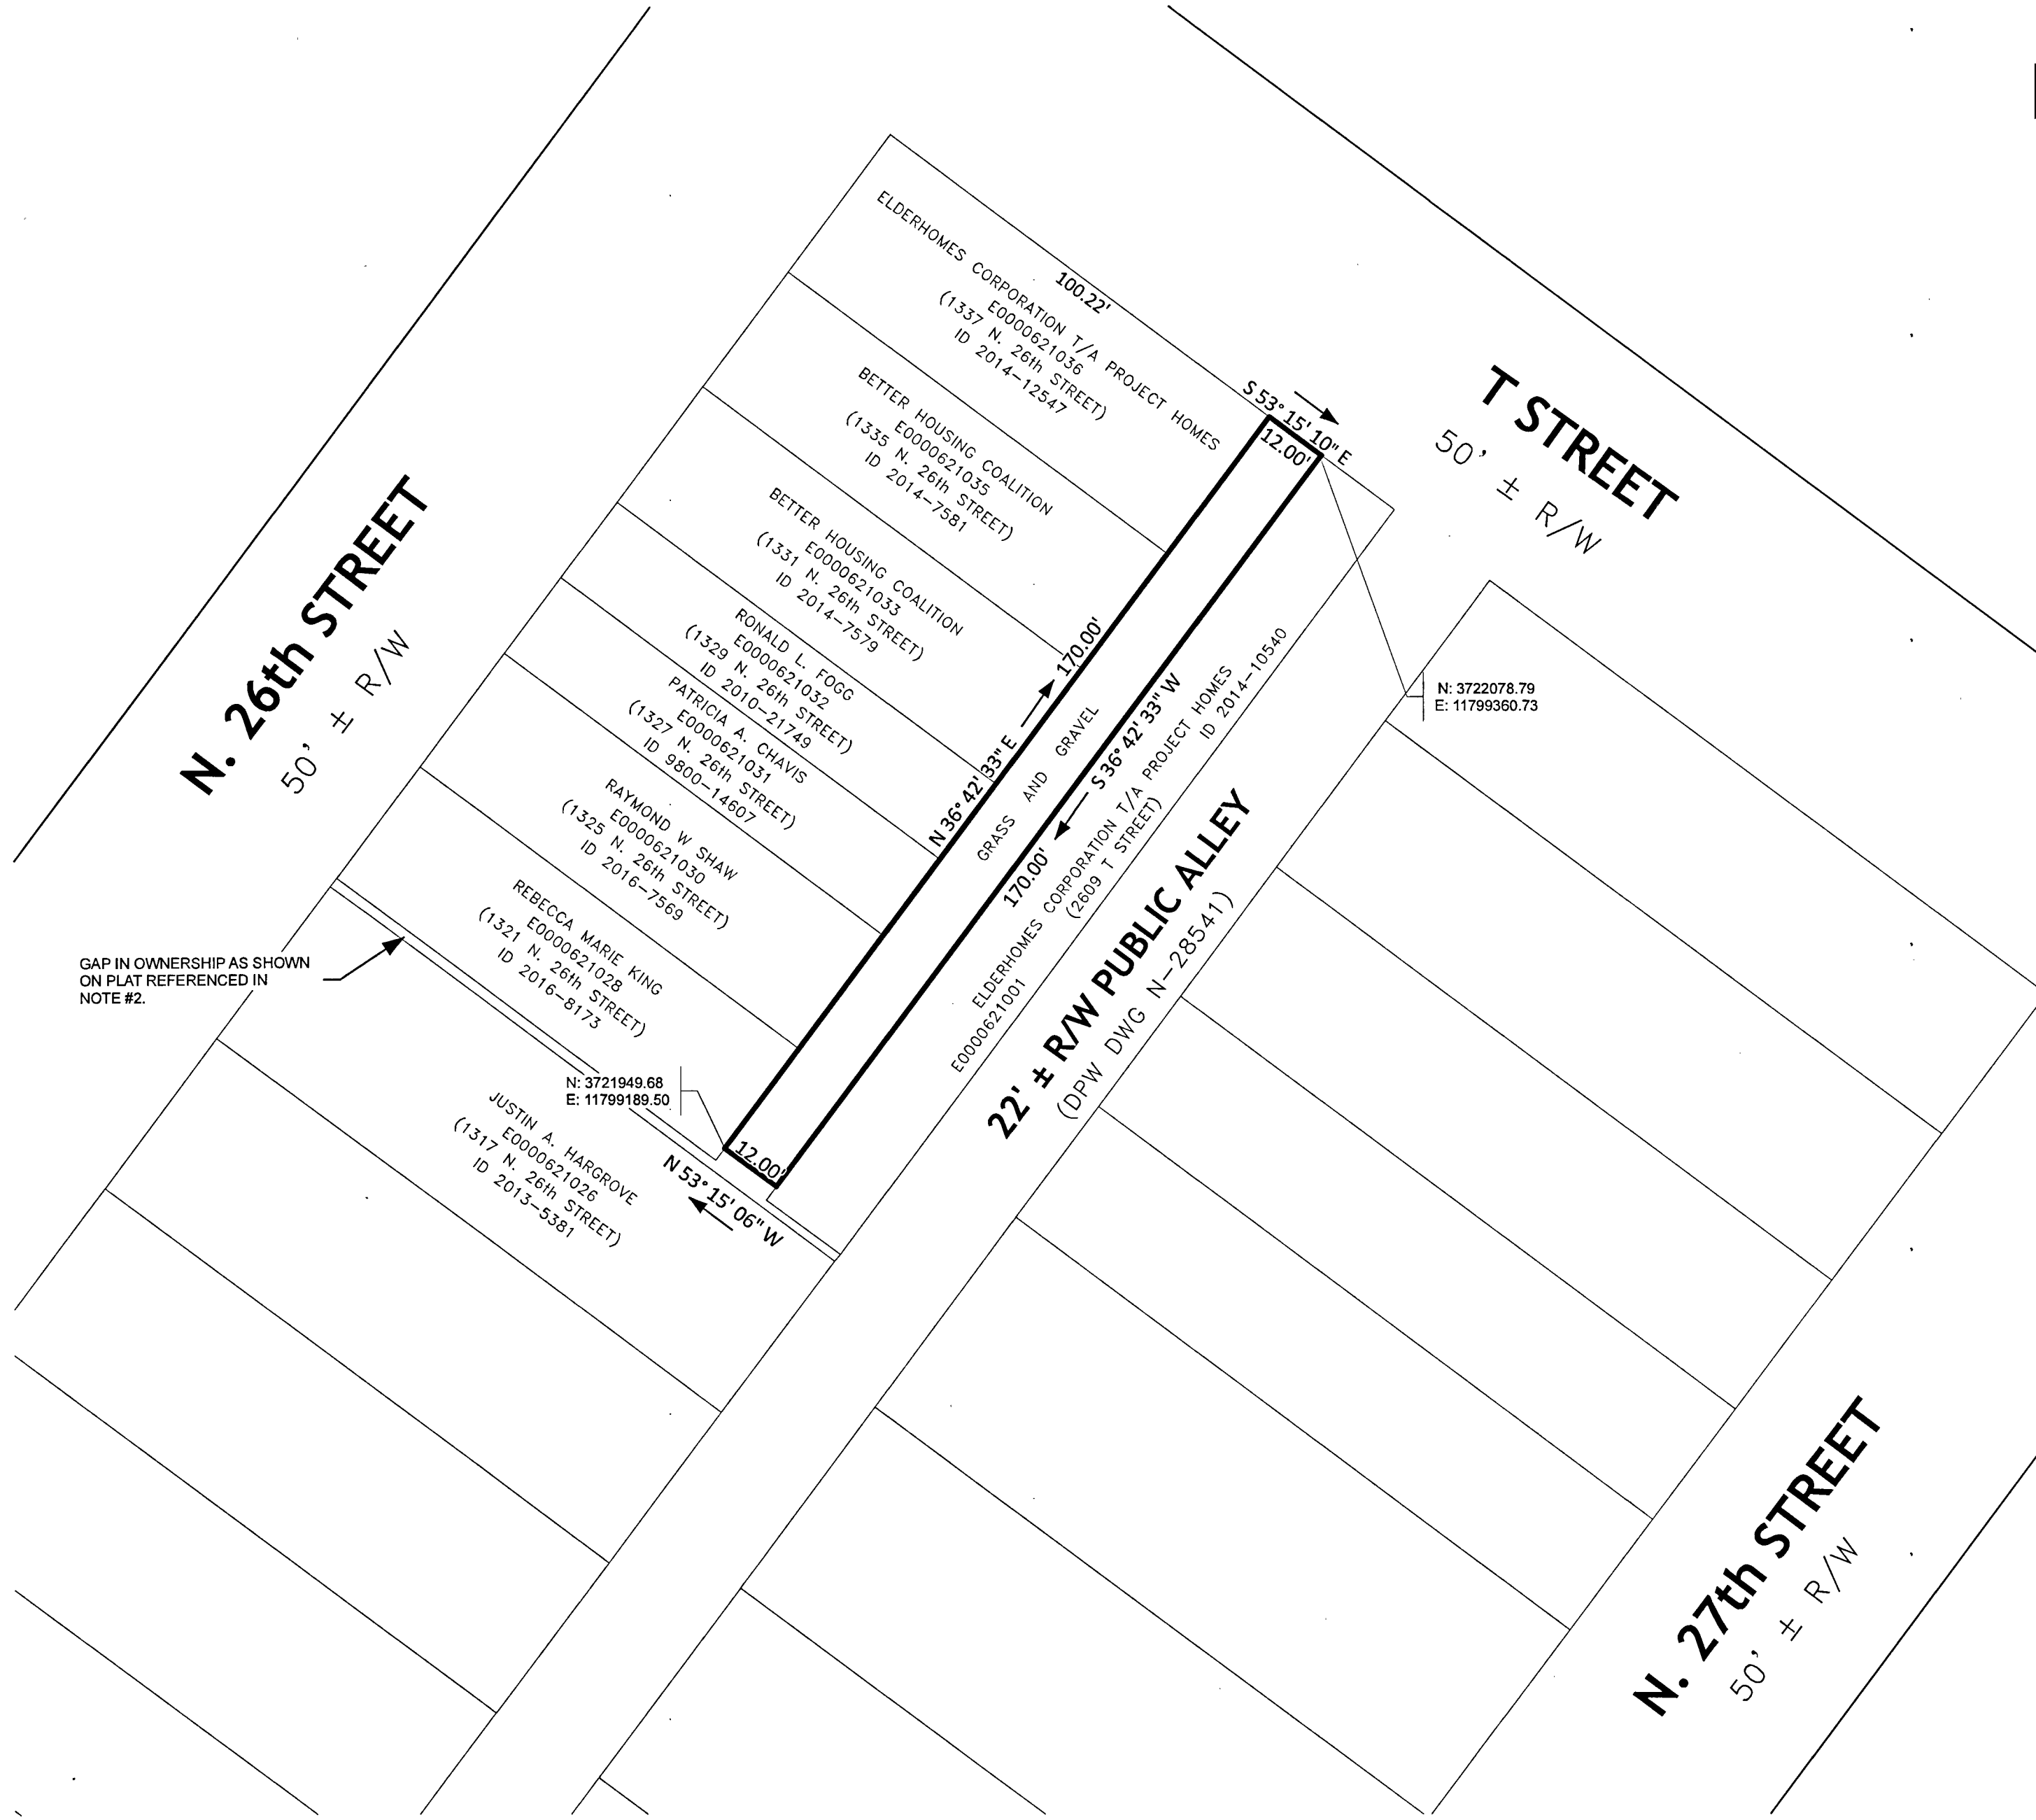 ELDERHOMES CORPORATION T/A PROJECT HOMES
E0000621036
(1337 N. 26th STREET)
ID 2014-12547
100.22'
BETTER HOUSING COALITION
E0000621035
(1335 N. 26th STREET)
ID 2014-7581
BETTER HOUSING COALITION
E0000621033
(1331 N. 26th STREET)
ID 2014-7579
RONALD L. FOGG
E0000621032
(1329 N. 26th STREET)
ID 2010-21749
PATRICIA A. CHAVIS
E0000621031
(1327 N. 26th STREET)
ID 9800-14607
RAYMOND W SHAW
E0000621030
(1325 N. 26th STREET)
ID 2016-7569
REBECCA MARIE KING
E0000621028
(1321 N. 26th STREET)
ID 2016-8173
JUSTIN A. HARGROVE
E0000621026
(1317 N. 26th STREET)
ID 2013-5381
S 53° 15' 10" E
12.00'
T STREET
50' ± R/W
N. 26th STREET
50' ± R/W
N 36° 42' 33" E
170.00'
GRASS AND GRAVEL
S 36° 42' 33" W
170.00'
N: 3722078.79
E: 11799360.73
ELDERHOMES CORPORATION T/A PROJECT HOMES
(2609 T STREET)
E0000621001
ID 2014-10540
22' ± R/W PUBLIC ALLEY
(DPW DWG N-28541)
GAP IN OWNERSHIP AS SHOWN
ON PLAT REFERENCED IN
NOTE #2.
N: 3721949.68
E: 11799189.50
12.00'
N 53° 15' 06" W
N. 27th STREET
50' ± R/W